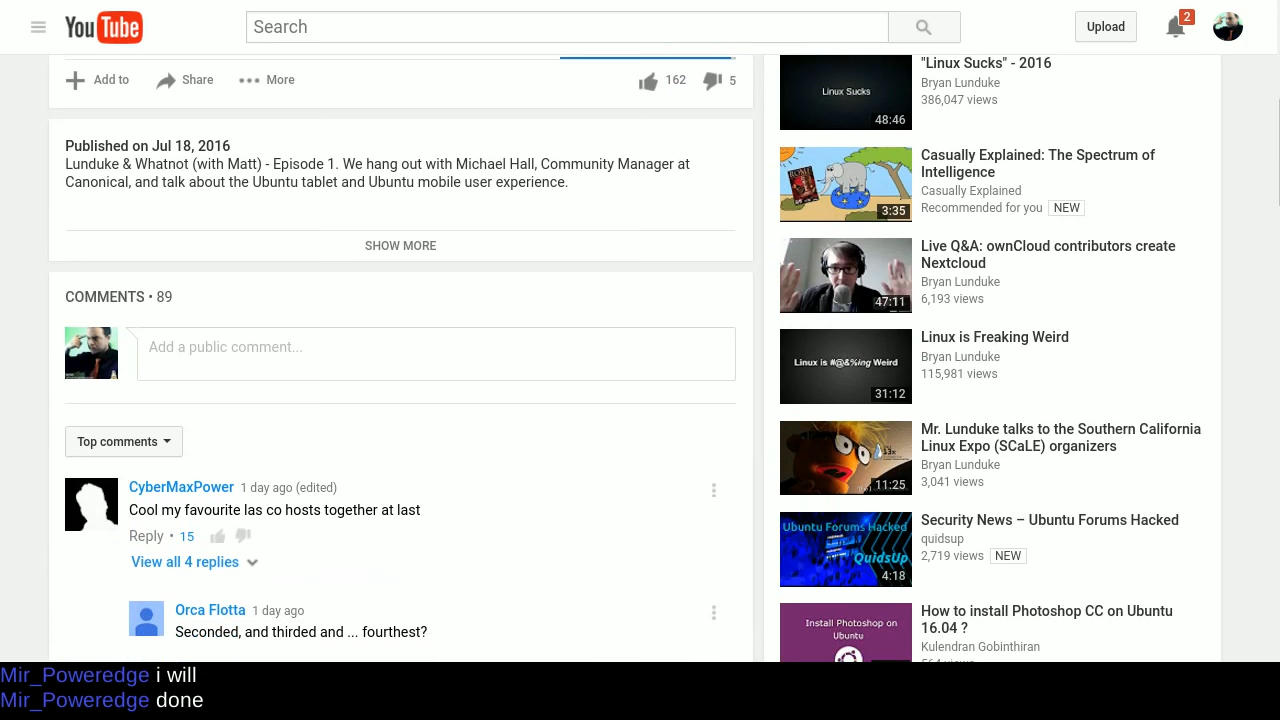 YouTube
Search
Upload
2
Add to
Share
More
162
5
Published on Jul 18, 2016
Lunduke & Whatnot (with Matt) - Episode 1. We hang out with Michael Hall, Community Manager at
Canonical, and talk about the Ubuntu tablet and Ubuntu mobile user experience.
SHOW MORE
COMMENTS • 89
Add a public comment...
Top comments
CyberMaxPower 1 day ago (edited)
Cool my favourite las co hosts together at last
Reply • 15
View all 4 replies
Orca Flotta 1 day ago
Seconded, and thirded and ... fourthest?
Linux Sucks
48:46
"Linux Sucks" - 2016
Bryan Lunduke
386,047 views
3:35
Casually Explained: The Spectrum of
Intelligence
Casually Explained
Recommended for you NEW
47:11
Live Q&A: ownCloud contributors create
Nextcloud
Bryan Lunduke
6,193 views
Linux is #@&%ing Weird
31:12
Linux is Freaking Weird
Bryan Lunduke
115,981 views
11:25
Mr. Lunduke talks to the Southern California
Linux Expo (SCaLE) organizers
Bryan Lunduke
3,041 views
Ubuntu Forums Hacked
QuidsUp
4:18
Security News – Ubuntu Forums Hacked
quidsup
2,719 views NEW
Install Photoshop on
Ubuntu
How to install Photoshop CC on Ubuntu
16.04 ?
Kulendran Gobinthiran
Mir_Poweredge i will
Mir_Poweredge done